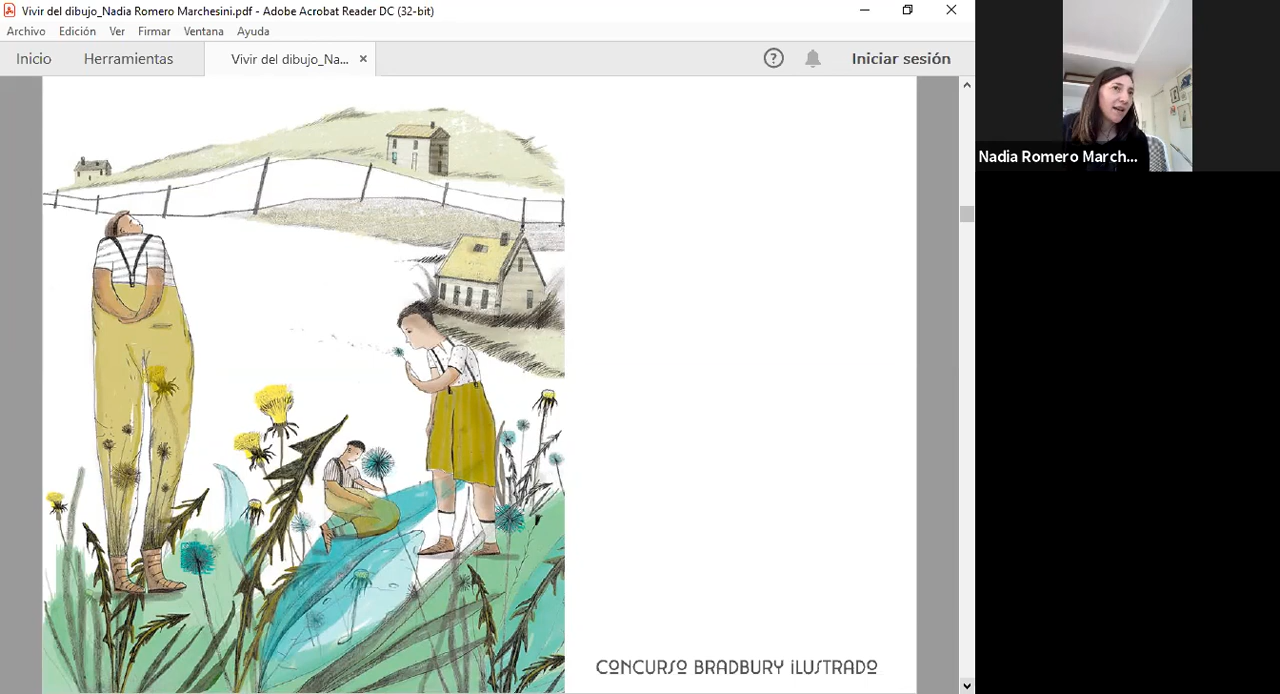 Vivir del dibujo_Nadia Romero Marchesini.pdf - Adobe Acrobat Reader DC (32-bit)
Archivo Edición Ver Firmar Ventana Ayuda
Inicio Herramientas Vivir del dibujo_Na... × ? Iniciar sesión
Nadia Romero March...
CONCURSO BRADBURY ILUSTRADO